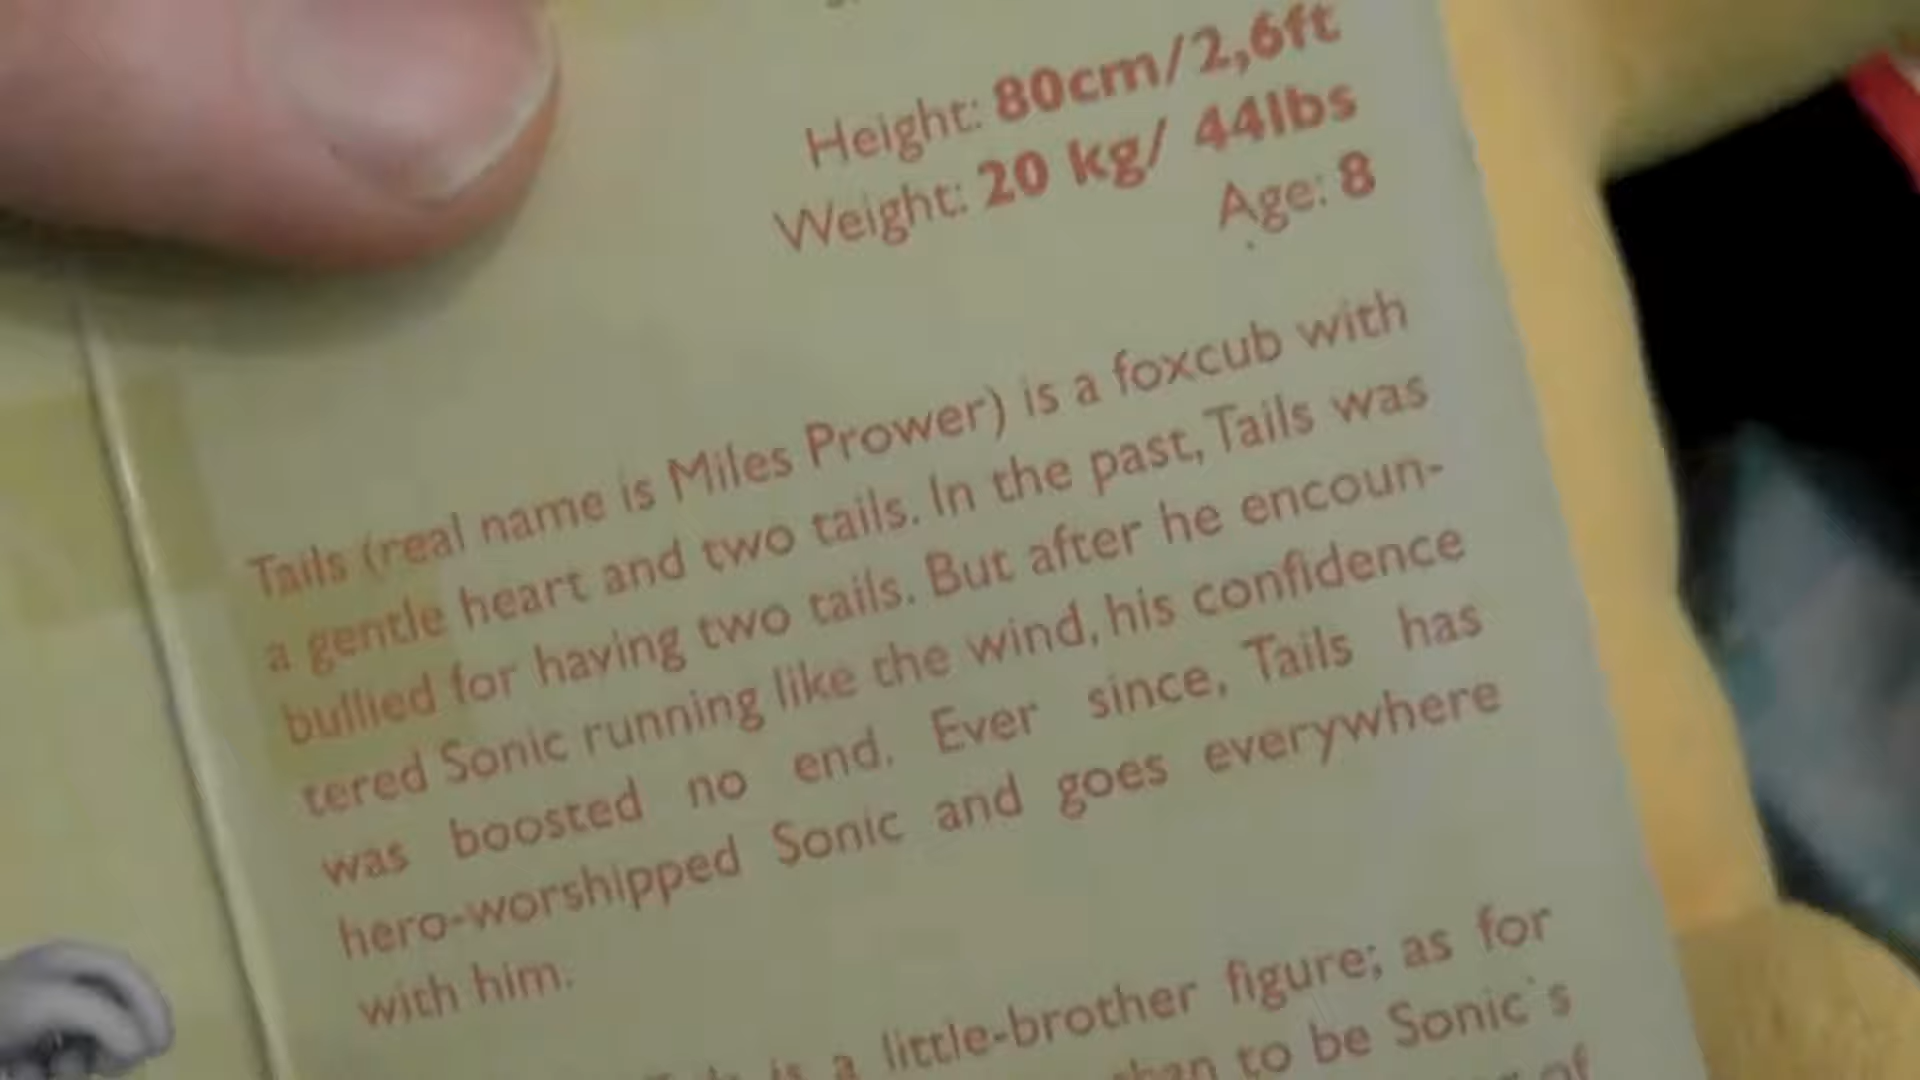 Height: 80cm/2,6ft
Weight: 20 kg/ 44lbs
Age: 8
Tails (real name is Miles Prower) is a foxcub with
a gentle heart and two tails. In the past, Tails was
bullied for having two tails. But after he encoun-
tered Sonic running like the wind, his confidence
was boosted no end. Ever since, Tails has
hero-worshipped Sonic and goes everywhere
with him.
is a little-brother figure; as for
than to be Sonic´s
of